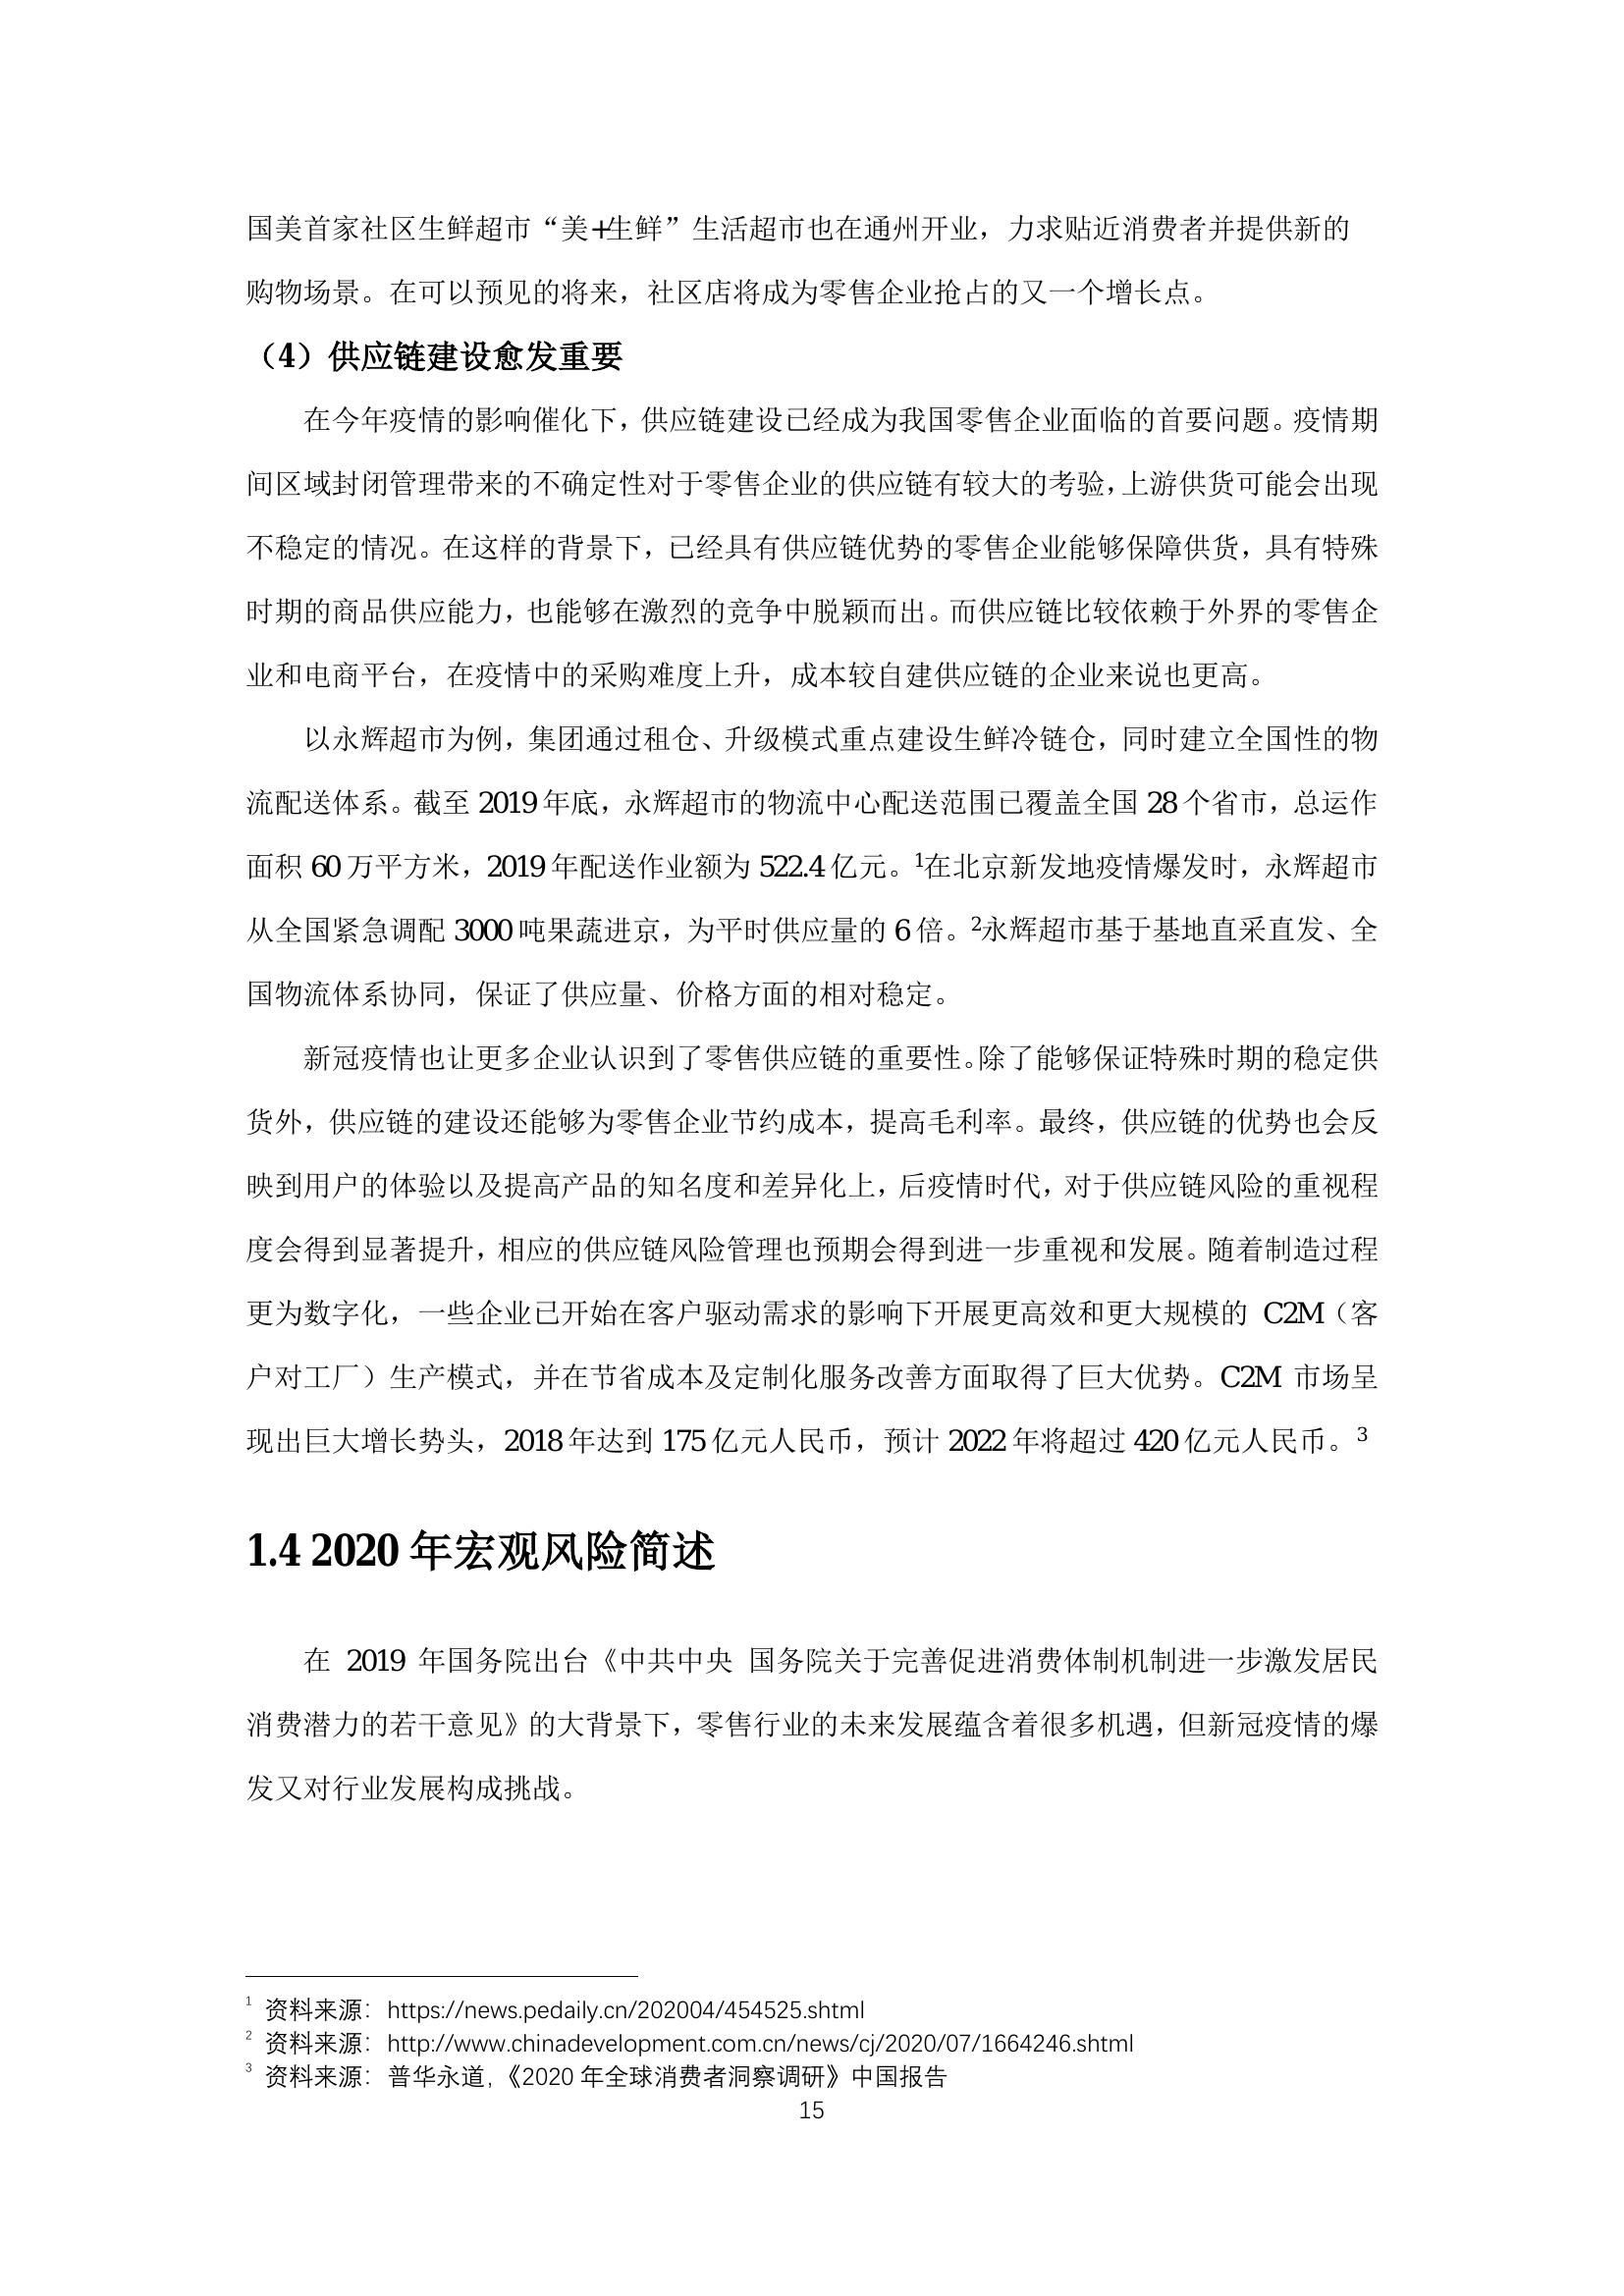 国美首家社区生鲜超市“美+生鲜”生活超市也在通州开业，力求贴近消费者并提供新的
购物场景。在可以预见的将来，社区店将成为零售企业抢占的又一个增长点。
（4）供应链建设愈发重要
在今年疫情的影响催化下，供应链建设已经成为我国零售企业面临的首要问题。疫情期
间区域封闭管理带来的不确定性对于零售企业的供应链有较大的考验，上游供货可能会出现
不稳定的情况。在这样的背景下，已经具有供应链优势的零售企业能够保障供货，具有特殊
时期的商品供应能力，也能够在激烈的竞争中脱颖而出。而供应链比较依赖于外界的零售企
业和电商平台，在疫情中的采购难度上升，成本较自建供应链的企业来说也更高。
以永辉超市为例，集团通过租仓、升级模式重点建设生鲜冷链仓，同时建立全国性的物
流配送体系。截至 2019 年底，永辉超市的物流中心配送范围已覆盖全国 28 个省市，总运作
面积 60 万平方米，2019 年配送作业额为 522.4 亿元。1在北京新发地疫情爆发时，永辉超市
从全国紧急调配 3000 吨果蔬进京，为平时供应量的 6 倍。2永辉超市基于基地直采直发、全
国物流体系协同，保证了供应量、价格方面的相对稳定。
新冠疫情也让更多企业认识到了零售供应链的重要性。除了能够保证特殊时期的稳定供
货外，供应链的建设还能够为零售企业节约成本，提高毛利率。最终，供应链的优势也会反
映到用户的体验以及提高产品的知名度和差异化上，后疫情时代，对于供应链风险的重视程
度会得到显著提升，相应的供应链风险管理也预期会得到进一步重视和发展。随着制造过程
更为数字化，一些企业已开始在客户驱动需求的影响下开展更高效和更大规模的 C2M（客
户对工厂）生产模式，并在节省成本及定制化服务改善方面取得了巨大优势。C2M 市场呈
现出巨大增长势头，2018 年达到 175 亿元人民币，预计 2022 年将超过 420 亿元人民币。3
1.4 2020 年宏观风险简述
在 2019 年国务院出台《中共中央 国务院关于完善促进消费体制机制进一步激发居民
消费潜力的若干意见》的大背景下，零售行业的未来发展蕴含着很多机遇，但新冠疫情的爆
发又对行业发展构成挑战。
1 资料来源：https://news.pedaily.cn/202004/454525.shtml
2 资料来源：http://www.chinadevelopment.com.cn/news/cj/2020/07/1664246.shtml
3 资料来源：普华永道，《2020 年全球消费者洞察调研》中国报告
15